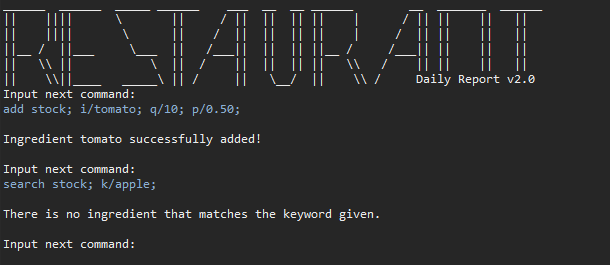 RESTAURANT
Daily Report v2.0
Input next command:
add stock; i/tomato; q/10; p/0.50;
Ingredient tomato successfully added!
Input next command:
search stock; k/apple;
There is no ingredient that matches the keyword given.
Input next command: